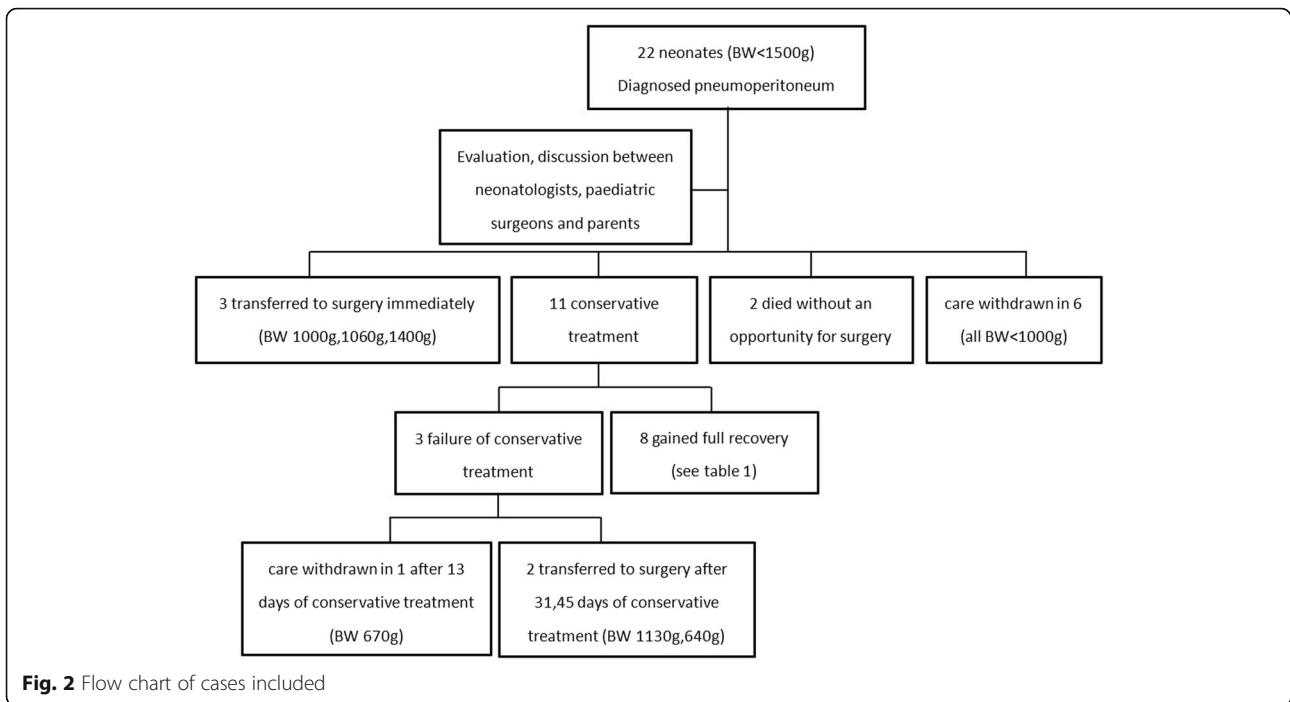 22 neonates (BW<1500g)
Diagnosed pneumoperitoneum
Evaluation, discussion between
neonatologists, paediatric
surgeons and parents
3 transferred to surgery immediately
(BW 1000g,1060g,1400g)
11 conservative
treatment
2 died without an
opportunity for surgery
care withdrawn in 6
(all BW<1000g)
3 failure of conservative
treatment
8 gained full recovery
(see table 1)
care withdrawn in 1 after 13
days of conservative treatment
(BW 670g)
2 transferred to surgery after
31,45 days of conservative
treatment (BW 1130g,640g)
Fig. 2 Flow chart of cases included